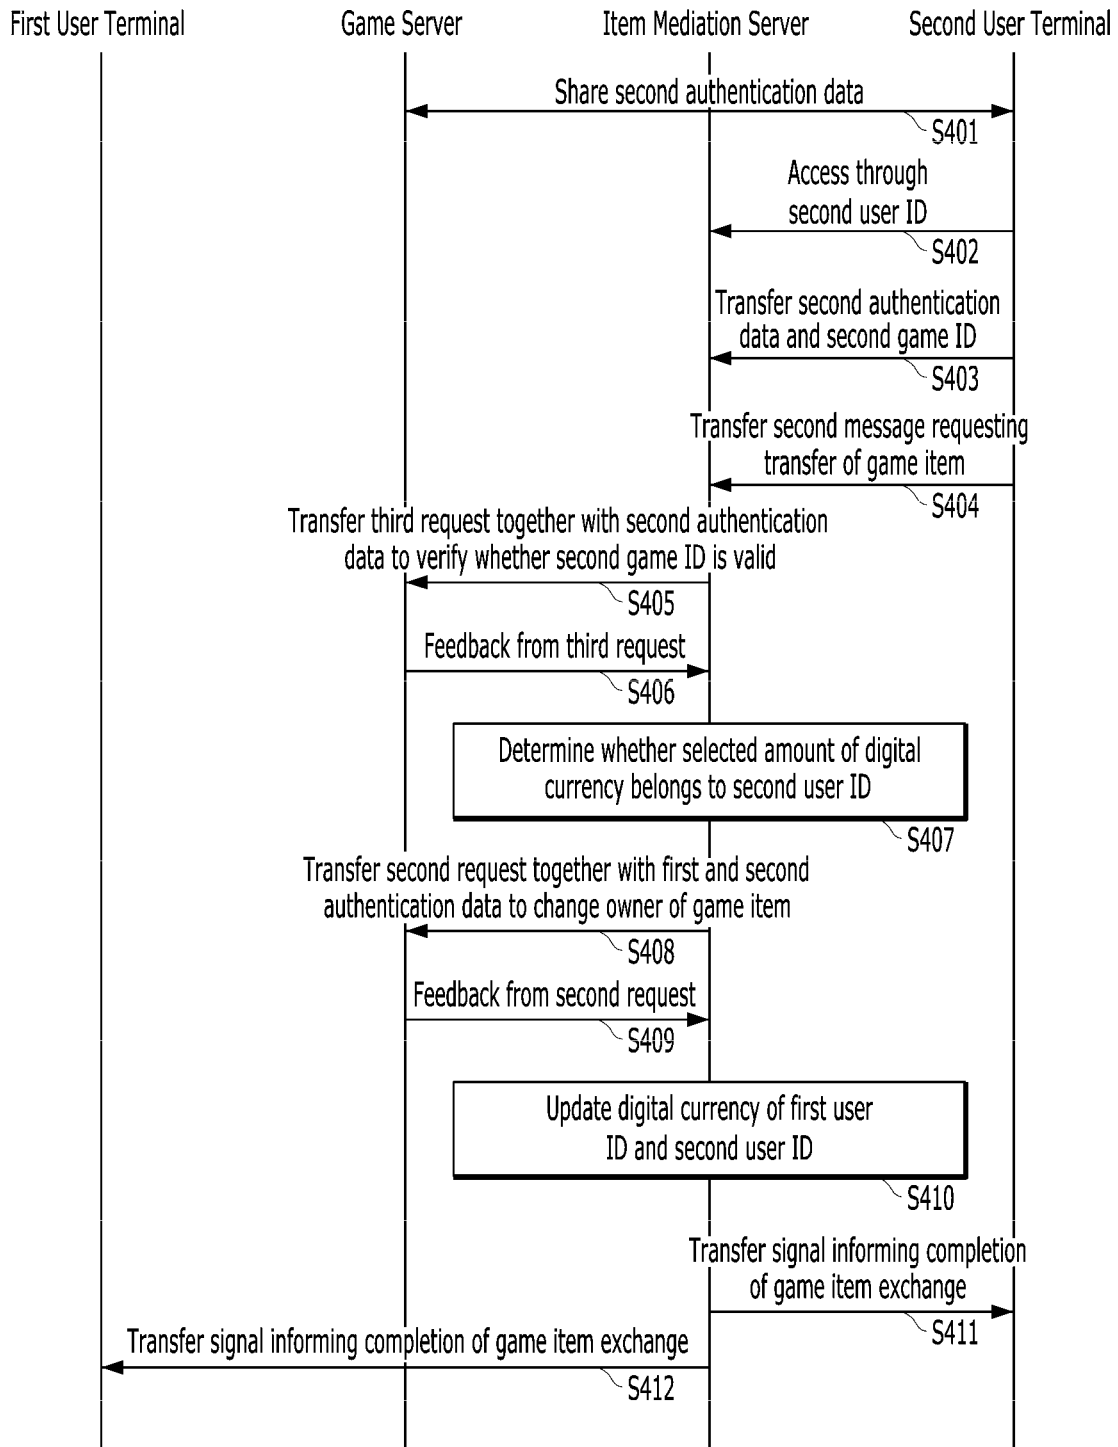 First User Terminal
Game Server
Item Mediation Server
Second User Terminal
Share second authentication data
S401
Access through
second user ID
S402
Transfer second authentication
data and second game ID
S403
Transfer second message requesting
transfer of game item
S404
Transfer third request together with second authentication
data to verify whether second game ID is valid
S405
Feedback from third request
S406
Determine whether selected amount of digital
currency belongs to second user ID
S407
Transfer second request together with first and second
authentication data to change owner of game item
S408
Feedback from second request
S409
Update digital currency of first user
ID and second user ID
S410
Transfer signal informing completion
of game item exchange
S411
Transfer signal informing completion of game item exchange
S412